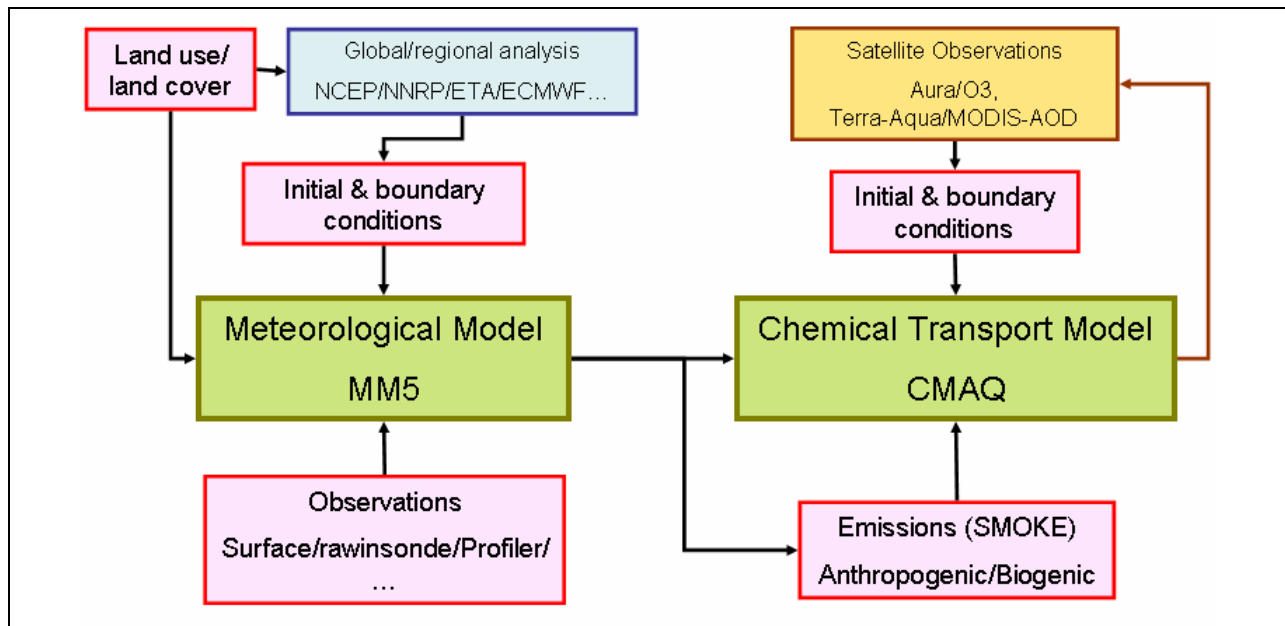 Land use/
land cover
Global/regional analysis
NCEP/NNRP/ETA/ECMWF…
Satellite Observations
Aura/O3,
Terra-Aqua/MODIS-AOD
Initial & boundary
conditions
Initial & boundary
conditions
Meteorological Model
MM5
Chemical Transport Model
CMAQ
Observations
Surface/rawinsonde/Profiler/
…
Emissions (SMOKE)
Anthropogenic/Biogenic